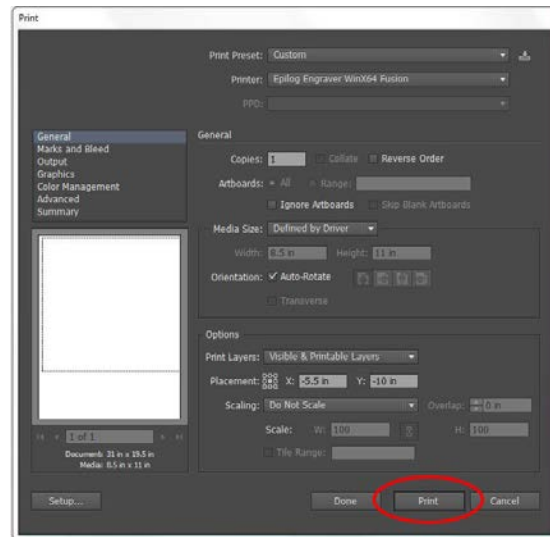 Print
Print Preset: Custom
Printer: Epilog Engraver WinX64 Fusion
PPD:
General
Marks and Bleed
Output
Graphics
Color Management
Advanced
Summary
General
Copies: 1 Collate Reverse Order
Artboards: All Range:
Ignore Artboards Skip Blank Artboards
Media Size: Defined by Driver
Width: 8.5 in Height: 11 in
Orientation: Auto-Rotate
Transverse
Options
Print Layers: Visible & Printable Layers
Placement: X: -5.5 in Y: -10 in
Scaling: Do Not Scale Overlap: 0 in
Scale: W: 100 H: 100
Tile Range:
1 of 1
Document: 31 in x 19.5 in
Media: 8.5 in x 11 in
Setup... Done Print Cancel